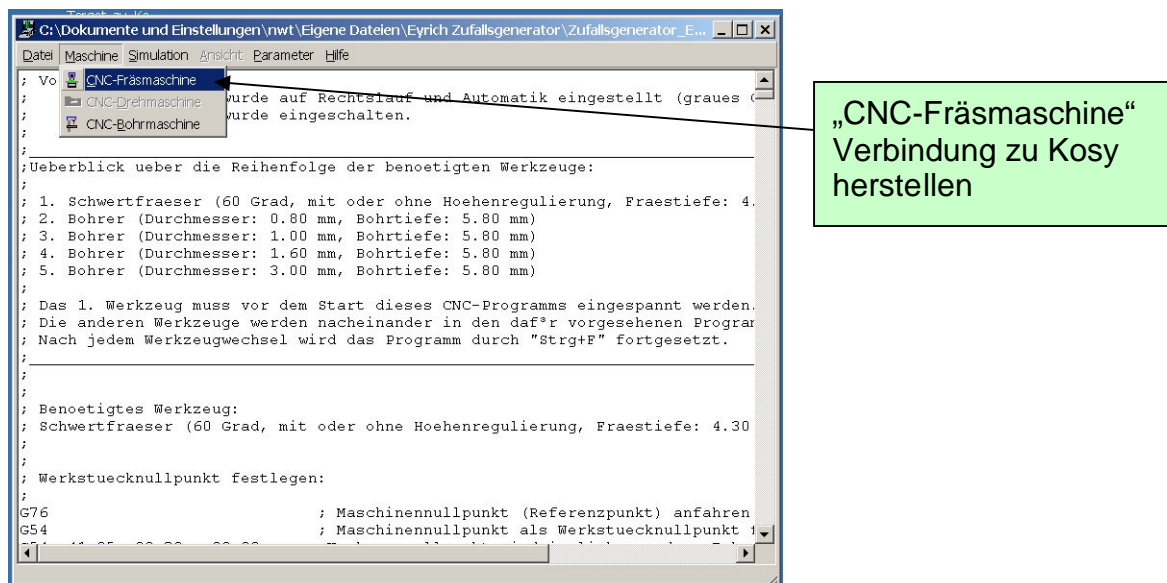 C:\Dokumente und Einstellungen\nwt\Eigene Dateien\Eyrich Zufallsgenerator\Zufallsgenerator_E...
Datei Maschine Simulation Ansicht Parameter Hilfe
; Vo
CNC-Fräsmaschine
; wurde auf Rechtslauf und Automatik eingestellt (graues
CNC-Drehmaschine
; wurde eingeschalten.
CNC-Bohrmaschine
;
;
;Ueberblick ueber die Reihenfolge der benoetigten Werkzeuge:
;
; 1. Schwertfraeser (60 Grad, mit oder ohne Hoehenregulierung, Fraestiefe: 4.
; 2. Bohrer (Durchmesser: 0.80 mm, Bohrtiefe: 5.80 mm)
; 3. Bohrer (Durchmesser: 1.00 mm, Bohrtiefe: 5.80 mm)
; 4. Bohrer (Durchmesser: 1.60 mm, Bohrtiefe: 5.80 mm)
; 5. Bohrer (Durchmesser: 3.00 mm, Bohrtiefe: 5.80 mm)
;
; Das 1. Werkzeug muss vor dem Start dieses CNC-Programms eingespannt werden.
; Die anderen Werkzeuge werden nacheinander in den dafªr vorgesehenen Progra
; Nach jedem Werkzeugwechsel wird das Programm durch "Strg+F" fortgesetzt.
;
;
;
; Benoetigtes Werkzeug:
; Schwertfraeser (60 Grad, mit oder ohne Hoehenregulierung, Fraestiefe: 4.30
;
;
; Werkstuecknullpunkt festlegen:
;
G76 ; Maschinennullpunkt (Referenzpunkt) anfahren
G54 ; Maschinennullpunkt als Werkstuecknullpunkt
„CNC-Fräsmaschine“
Verbindung zu Kosy
herstellen